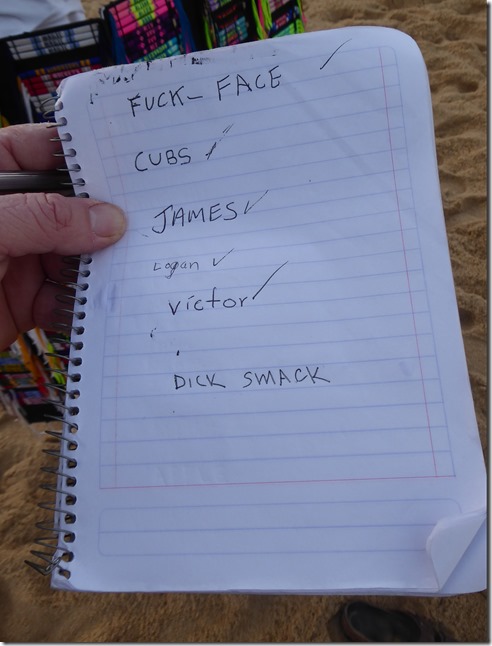 FUCK- FACE ✓
CUBS ✓
JAMES ✓
Logan ✓
Victor ✓
DICK SMACK